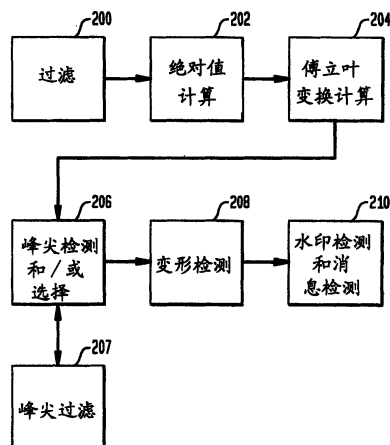 200
过滤
202
绝对值
计算
204
傅立叶
变换计算
206
峰尖检测
和/或
选择
208
变形检测
210
水印检测
和消
息检测
207
峰尖过滤